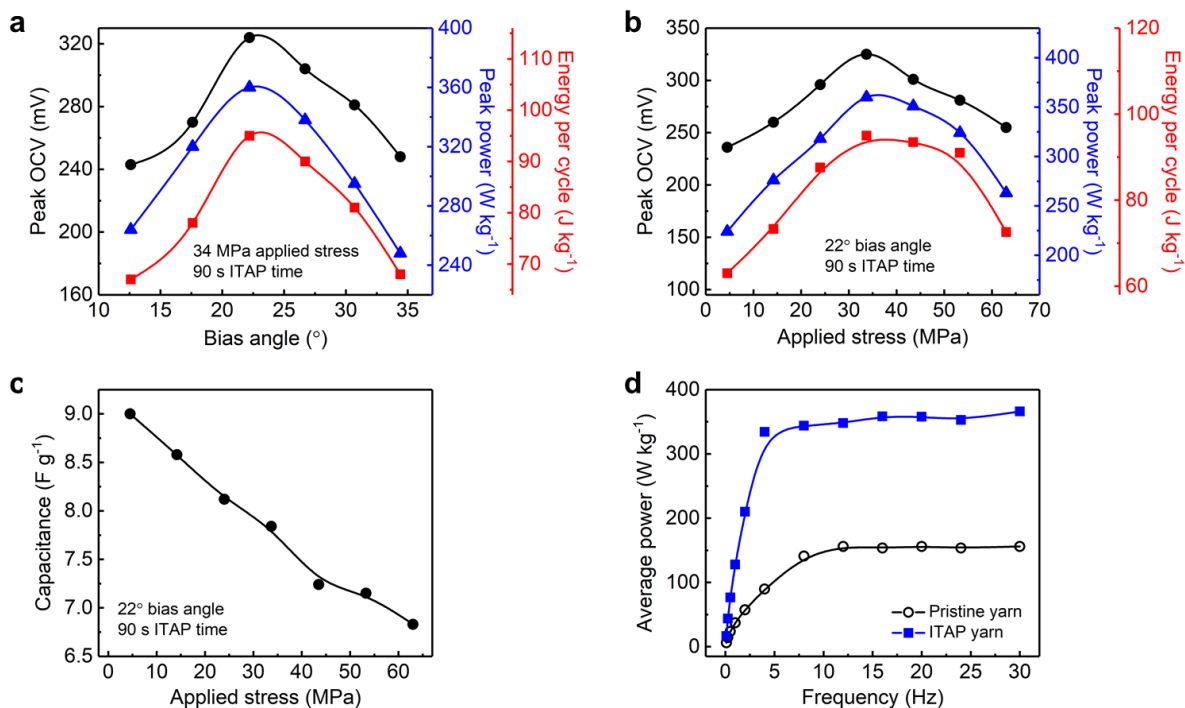 a
Peak OCV (mV)
320
280
240
200
160
10 15 20 25 30 35
Bias angle (°)
34 MPa applied stress
90 s ITAP time
400
360
320
280
240
Peak power (W kg⁻¹)
110
100
90
80
70
Energy per cycle (J kg⁻¹)
b
Peak OCV (mV)
350
325
300
275
250
225
200
175
150
125
100
0 10 20 30 40 50 60 70
Applied stress (MPa)
22° bias angle
90 s ITAP time
400
350
300
250
200
Peak power (W kg⁻¹)
120
100
80
60
Energy per cycle (J kg⁻¹)
c
Capacitance (F g⁻¹)
9.0
8.5
8.0
7.5
7.0
6.5
0 10 20 30 40 50 60
Applied stress (MPa)
22° bias angle
90 s ITAP time
d
Average power (W kg⁻¹)
400
300
200
100
0
0 5 10 15 20 25 30
Frequency (Hz)
Pristine yarn
ITAP yarn